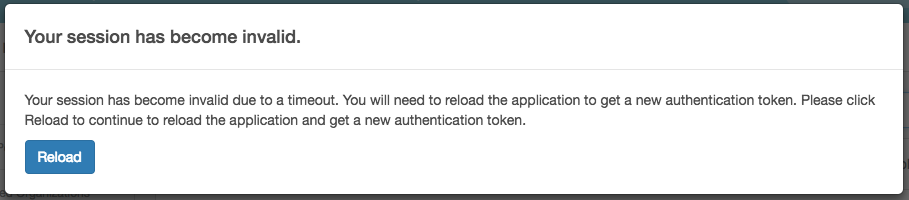 Your session has become invalid.
Your session has become invalid due to a timeout. You will need to reload the application to get a new authentication token. Please click
Reload to continue to reload the application and get a new authentication token.
Reload